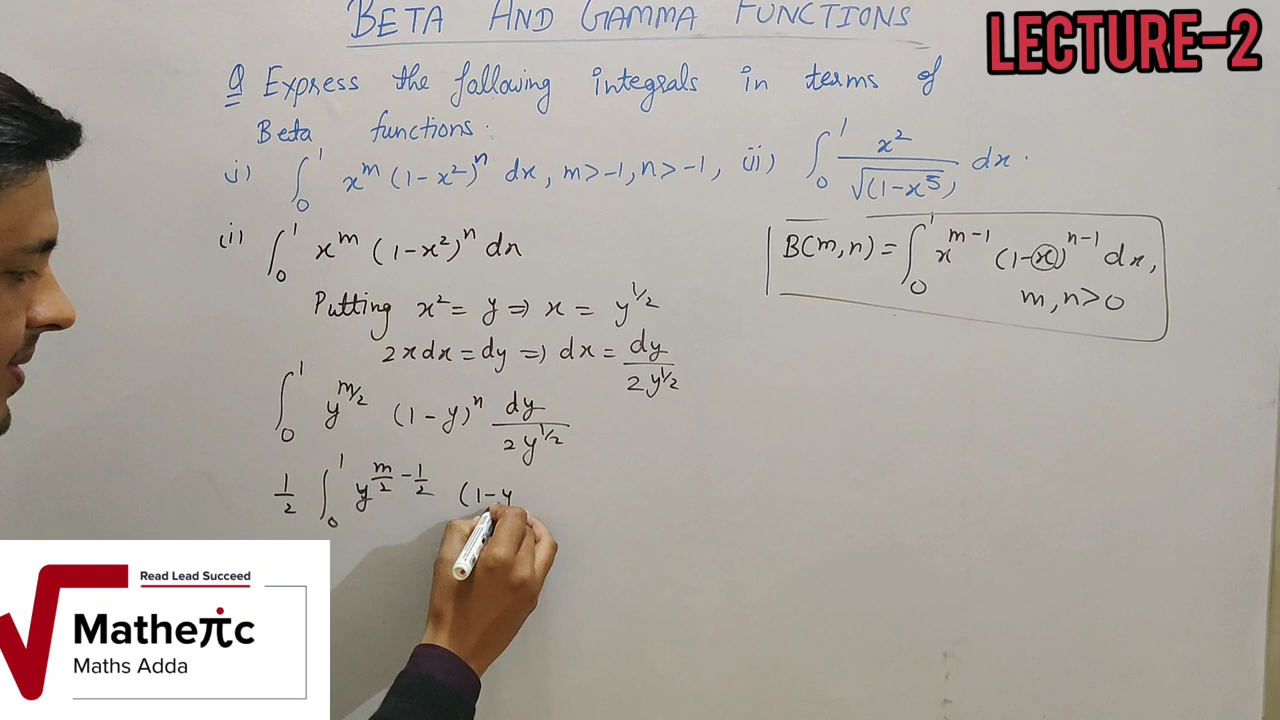 BETA AND GAMMA FUNCTIONS
LECTURE-2
Q Express the following integrals in terms of
Beta functions.
i) ∫₀¹ x^m (1-x²)^n dx, m>-1, n>-1, ii) ∫₀¹ x²/√(1-x⁵) dx.
(i) ∫₀¹ x^m (1-x²)^n dx
Putting x² = y ⇒ x = y^1/2
2xdx = dy ⇒ dx = dy/2y^1/2
∫₀¹ y^m/2 (1-y)^n dy/2y^1/2
1/2 ∫₀¹ y^(m/2 - 1/2) (1-y
B(m,n) = ∫₀¹ x^(m-1) (1-x)^(n-1) dx,
m,n>0
Read Lead Succeed
Matheπc
Maths Adda